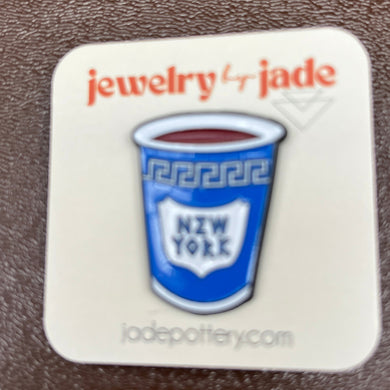 jewelry by jade
NEW
YORK
jadepottery.com